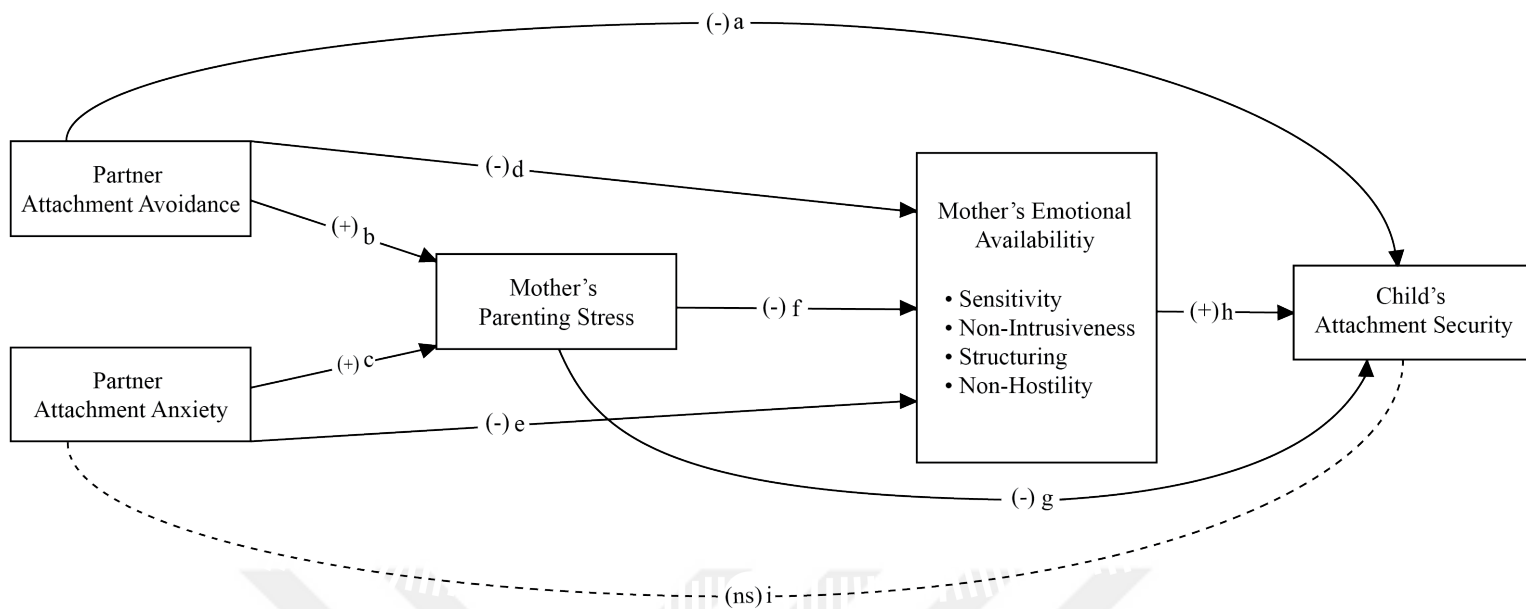 (-) a
Partner
Attachment Avoidance
(-) d
(+) b
Mother’s Emotional
Availabilitiy
• Sensitivity
• Non-Intrusiveness
• Structuring
• Non-Hostility
Mother’s
Parenting Stress
(-) f
(+) h
Child’s
Attachment Security
(+) c
Partner
Attachment Anxiety
(-) e
(-) g
(ns) i